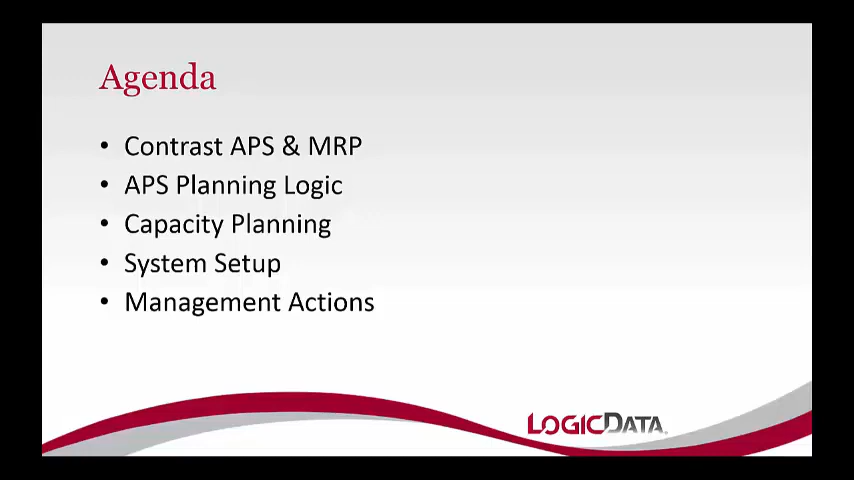 Agenda
• Contrast APS & MRP
• APS Planning Logic
• Capacity Planning
• System Setup
• Management Actions
LOGICDATA